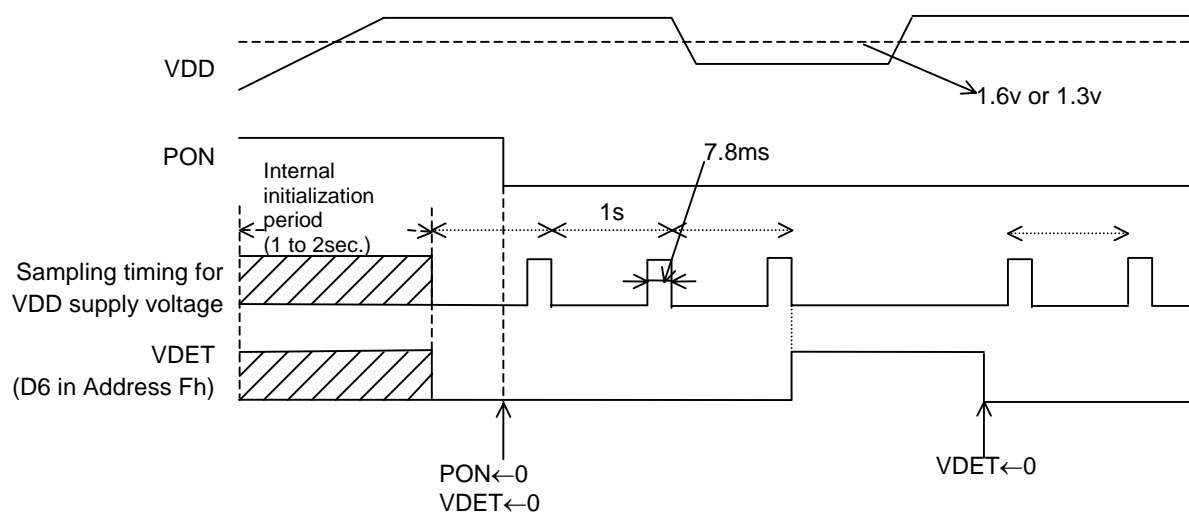 VDD
1.6v or 1.3v
PON
7.8ms
Internal
initialization
period
(1 to 2sec.)
1s
Sampling timing for
VDD supply voltage
VDET
(D6 in Address Fh)
PON←0
VDET←0
VDET←0